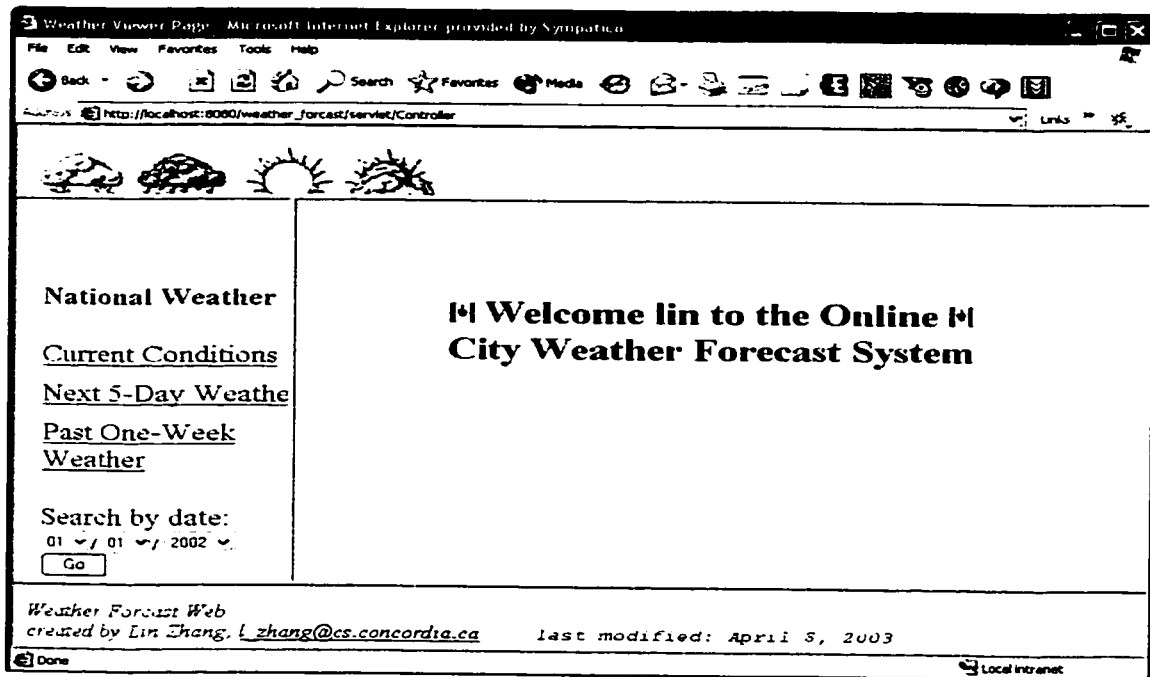 Weather Viewer Page - Microsoft Internet Explorer provided by Sympatico
File Edit View Favorites Tools Help
Back Search Favorites Media
Address http://localhost:8080/weather_forcast/servlet/Controller Links »
National Weather
Welcome lin to the Online
City Weather Forecast System
Current Conditions
Next 5-Day Weathe
Past One-Week
Weather
Search by date:
01 / 01 / 2002
Go
Weather Forcast Web
created by Lin Zhang, l_zhang@cs.concordia.ca last modified: April 8, 2003
Done Local intranet